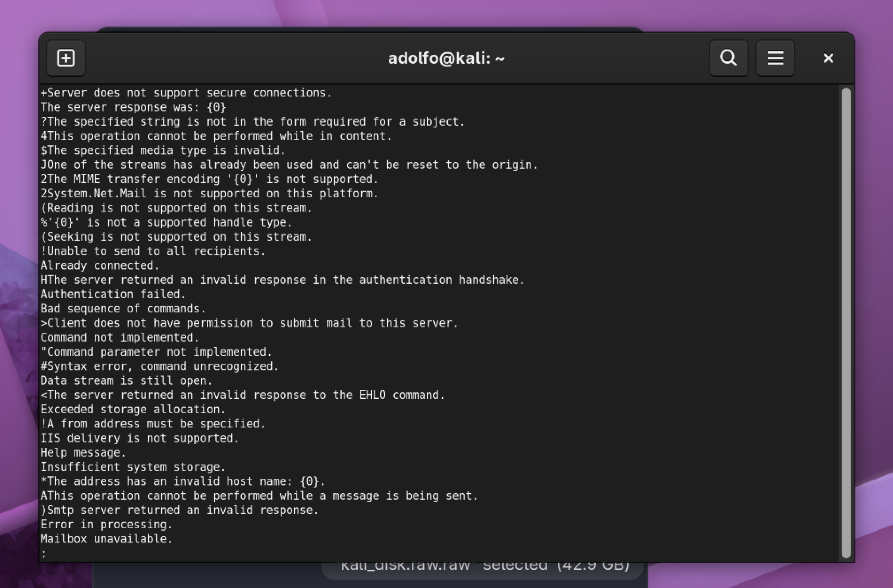 adolfo@kali: ~
+Server does not support secure connections.
The server response was: {0}
?The specified string is not in the form required for a subject.
4This operation cannot be performed while in content.
$The specified media type is invalid.
JOne of the streams has already been used and can't be reset to the origin.
2The MIME transfer encoding '{0}' is not supported.
2System.Net.Mail is not supported on this platform.
(Reading is not supported on this stream.
%'{0}' is not a supported handle type.
(Seeking is not supported on this stream.
!Unable to send to all recipients.
Already connected.
HThe server returned an invalid response in the authentication handshake.
Authentication failed.
Bad sequence of commands.
>Client does not have permission to submit mail to this server.
Command not implemented.
"Command parameter not implemented.
#Syntax error, command unrecognized.
Data stream is still open.
<The server returned an invalid response to the EHLO command.
Exceeded storage allocation.
!A from address must be specified.
IIS delivery is not supported.
Help message.
Insufficient system storage.
*The address has an invalid host name: {0}.
AThis operation cannot be performed while a message is being sent.
)Smtp server returned an invalid response.
Error in processing.
Mailbox unavailable.
:
"kali_disk.raw.raw" selected (42.9 GB)